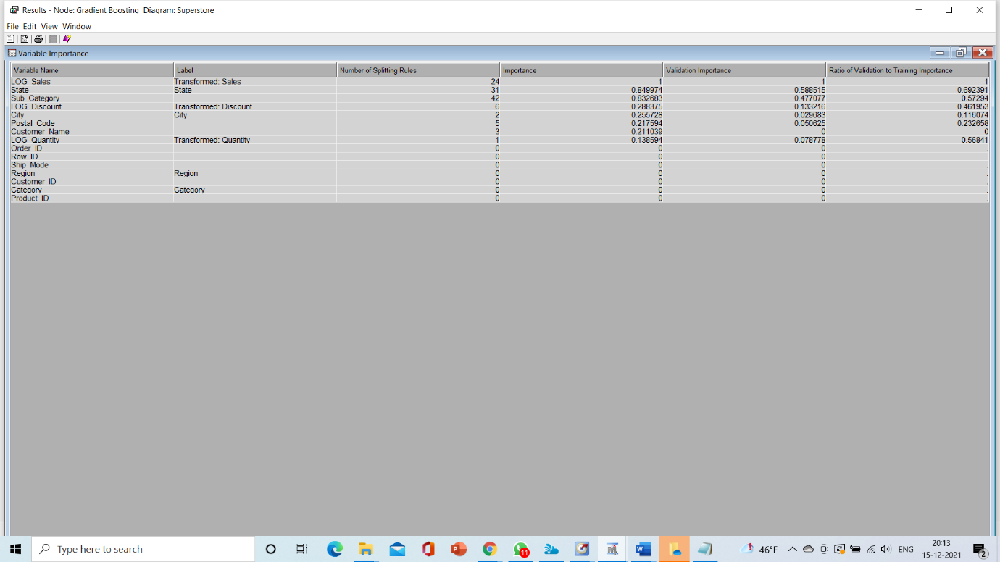 Results - Node: Gradient Boosting Diagram: Superstore
File Edit View Window
Variable Importance
Variable Name Label Number of Splitting Rules Importance Validation Importance Ratio of Validation to Training Importance
LOG_Sales Transformed: Sales 24 1 1 1
State State 31 0.849974 0.588515 0.692391
Sub_Category 42 0.832683 0.477077 0.57294
LOG_Discount Transformed: Discount 6 0.288375 0.133216 0.461953
City City 2 0.255728 0.029683 0.116074
Postal_Code 5 0.217594 0.050625 0.232658
Customer_Name 3 0.211039 0 0
LOG_Quantity Transformed: Quantity 1 0.138594 0.078778 0.56841
Order_ID 0 0 0 .
Row_ID 0 0 0 .
Ship_Mode 0 0 0 .
Region Region 0 0 0 .
Customer_ID 0 0 0 .
Category Category 0 0 0 .
Product_ID 0 0 0 .
Type here to search
11
46°F
ENG
20:13
15-12-2021
2